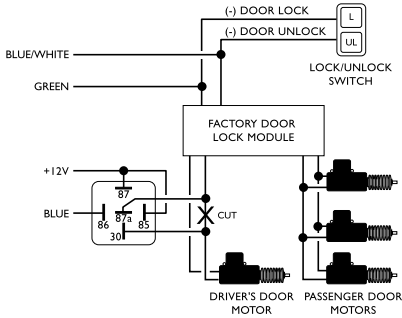 (-) DOOR LOCK
L
(-) DOOR UNLOCK
UL
BLUE/WHITE
LOCK/UNLOCK
SWITCH
GREEN
FACTORY DOOR
LOCK MODULE
+12V
87
BLUE
86
87a
85
CUT
30
DRIVER'S DOOR
MOTOR
PASSENGER DOOR
MOTORS